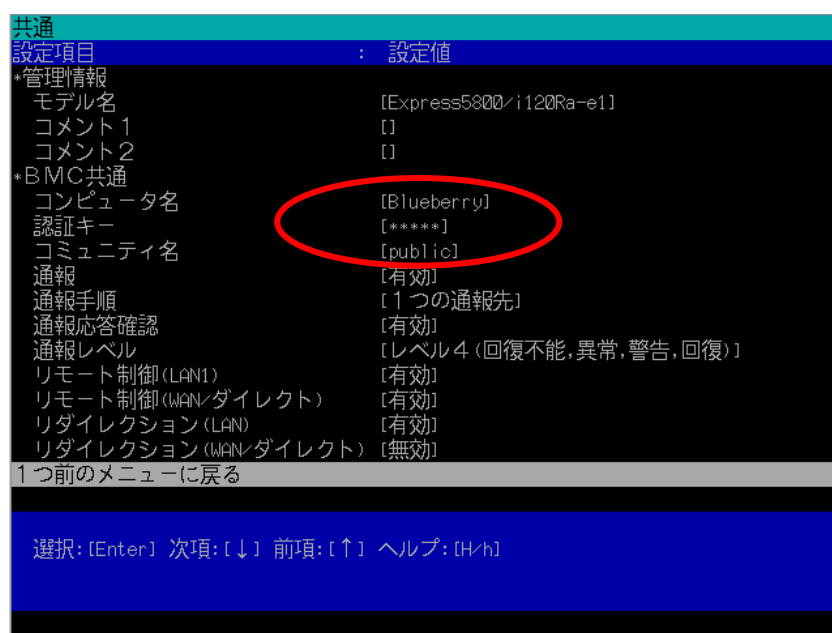 共通
設定項目 : 設定値
*管理情報
モデル名 [Express5800/i120Ra-e1]
コメント1 []
コメント2 []
*BMC共通
コンピュータ名 [Blueberry]
認証キー [*****]
コミュニティ名 [public]
通報 [有効]
通報手順 [1つの通報先]
通報応答確認 [有効]
通報レベル [レベル4(回復不能,異常,警告,回復)]
リモート制御(LAN1) [有効]
リモート制御(WAN/ダイレクト) [有効]
リダイレクション(LAN) [有効]
リダイレクション(WAN/ダイレクト) [無効]
1つ前のメニューに戻る
選択:[Enter] 次項:[↓] 前項:[↑] ヘルプ:[H/h]